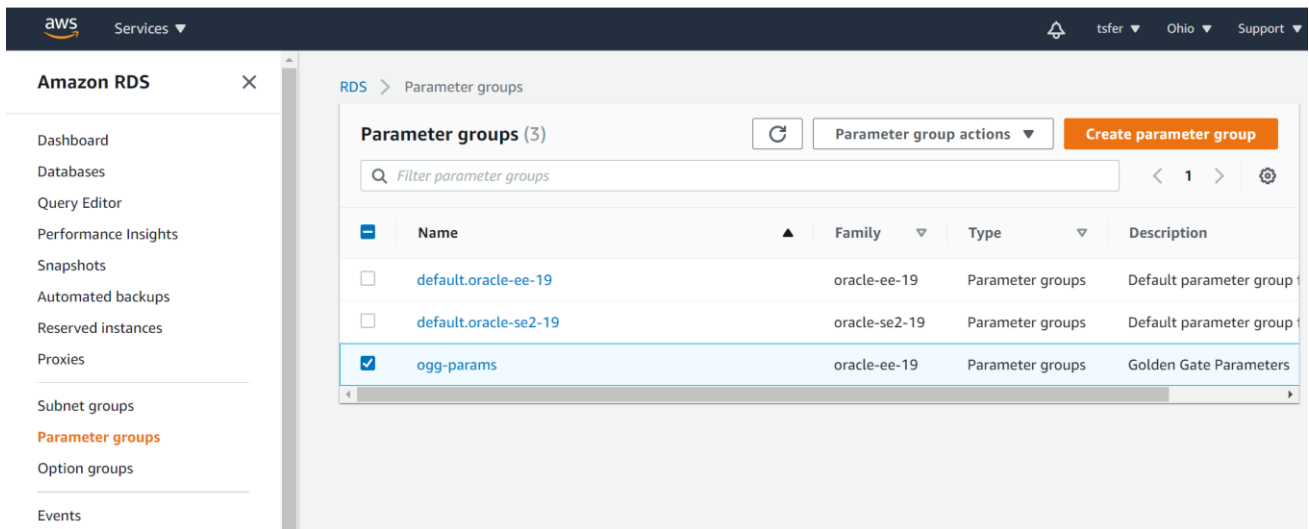 aws Services ▼ tsfer ▼ Ohio ▼ Support ▼
Amazon RDS
Dashboard
Databases
Query Editor
Performance Insights
Snapshots
Automated backups
Reserved instances
Proxies
Subnet groups
Parameter groups
Option groups
Events
RDS > Parameter groups
Parameter groups (3) Parameter group actions ▼ Create parameter group
Filter parameter groups < 1 >
Name ▲ Family ▽ Type ▽ Description
default.oracle-ee-19 oracle-ee-19 Parameter groups Default parameter group
default.oracle-se2-19 oracle-se2-19 Parameter groups Default parameter group
ogg-params oracle-ee-19 Parameter groups Golden Gate Parameters